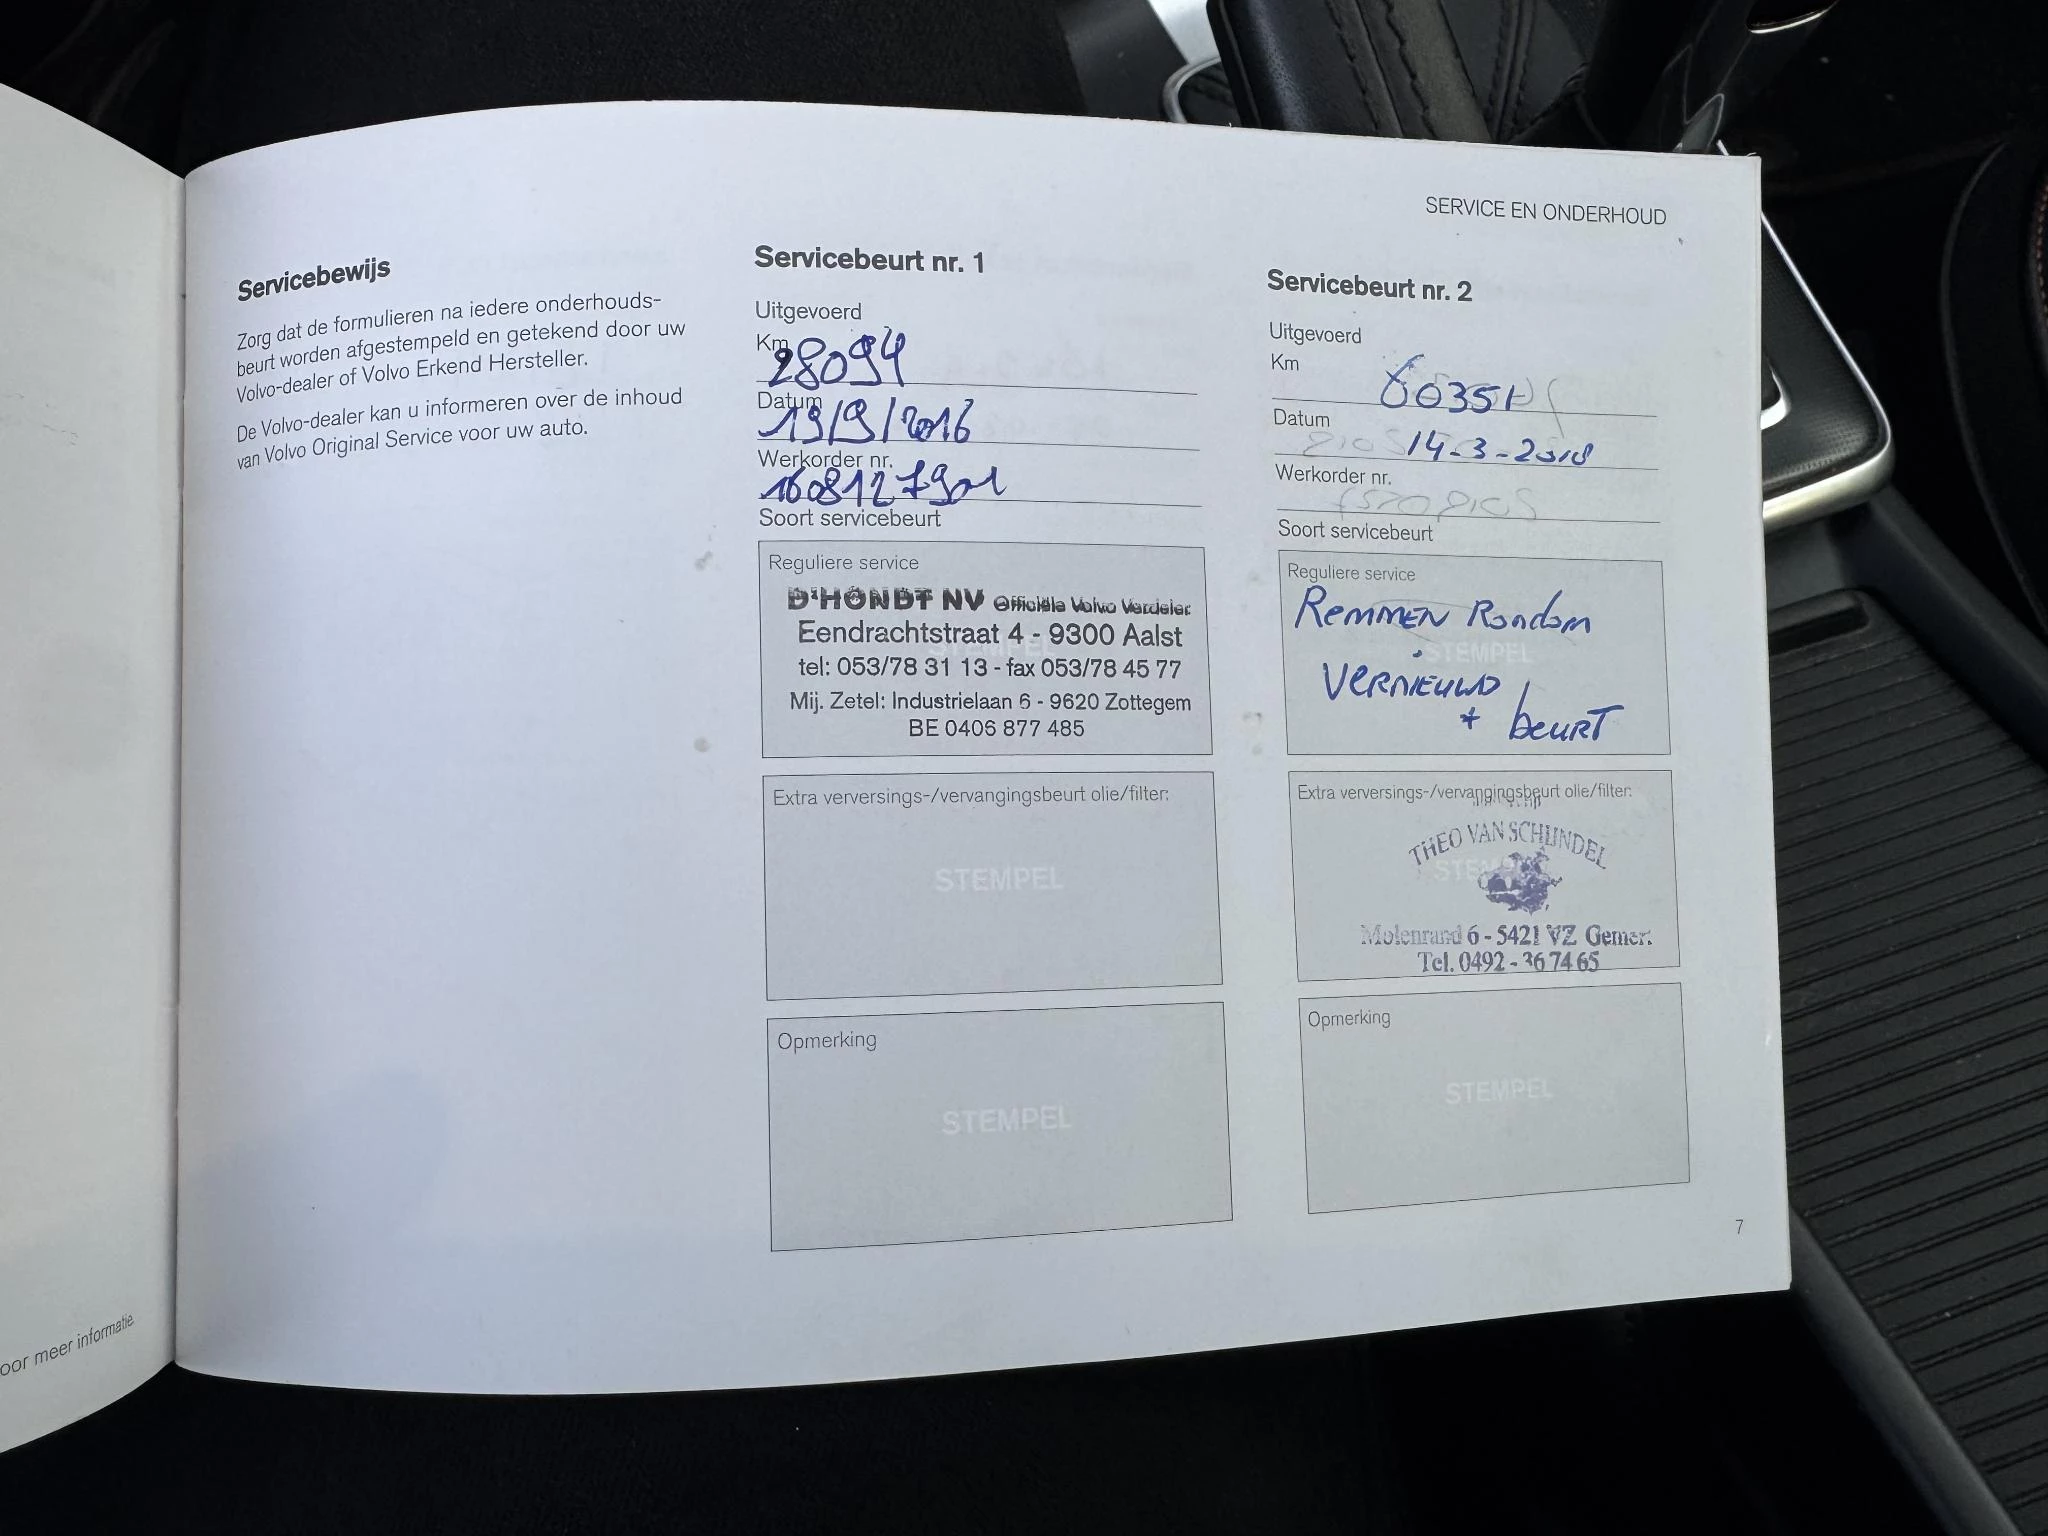 SERVICE EN ONDERHOUD
Servicebewijs
Zorg dat de formulieren na iedere onderhouds-
beurt worden afgestempeld en getekend door uw
Volvo-dealer of Volvo Erkend Hersteller.
De Volvo-dealer kan u informeren over de inhoud
van Volvo Original Service voor uw auto.
Servicebeurt nr. 1
Uitgevoerd
Km
28094
Datum
19/9/2016
Werkorder nr.
Soort servicebeurt
Reguliere service
D'HONDT NV Officiële Volvo Verdeler
Eendrachtstraat 4 - 9300 Aalst
tel: 053/78 31 13 - fax 053/78 45 77
Mij. Zetel: Industrielaan 6 - 9620 Zottegem
BE 0406 877 485
Extra verversings-/vervangingsbeurt olie/filter:
STEMPEL
Opmerking
STEMPEL
Servicebeurt nr. 2
Uitgevoerd
Km
Datum
14-3-2018
Werkorder nr.
Soort servicebeurt
Reguliere service
STEMPEL
Remmen Rondom
vernieuwd
+ beurt
Extra verversings-/vervangingsbeurt olie/filter:
THEO VAN SCHIJNDEL
Molenrand 6 - 5421 VZ Gemert
Tel. 0492 - 36 74 65
Opmerking
STEMPEL
7
oor meer informatie